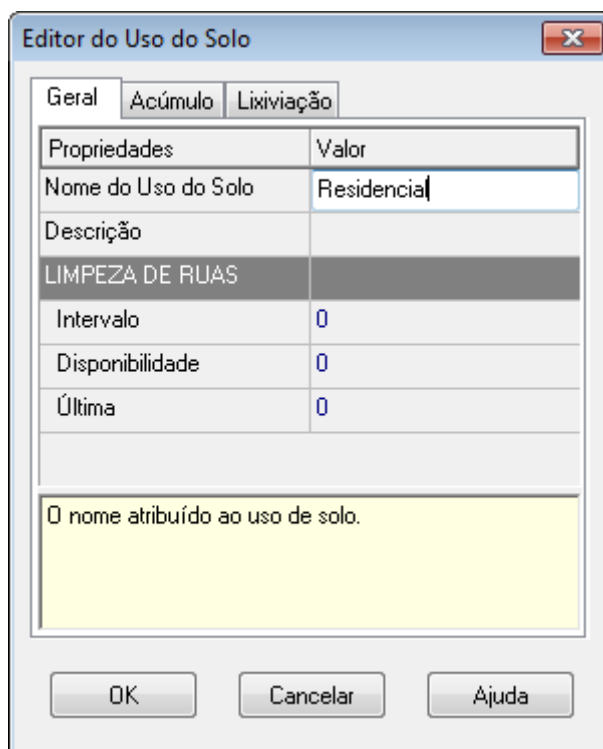 Editor do Uso do Solo
Geral Acúmulo Lixiviação
Propriedades Valor
Nome do Uso do Solo Residencial
Descrição
LIMPEZA DE RUAS
Intervalo 0
Disponibilidade 0
Última 0
O nome atribuído ao uso de solo.
OK Cancelar Ajuda